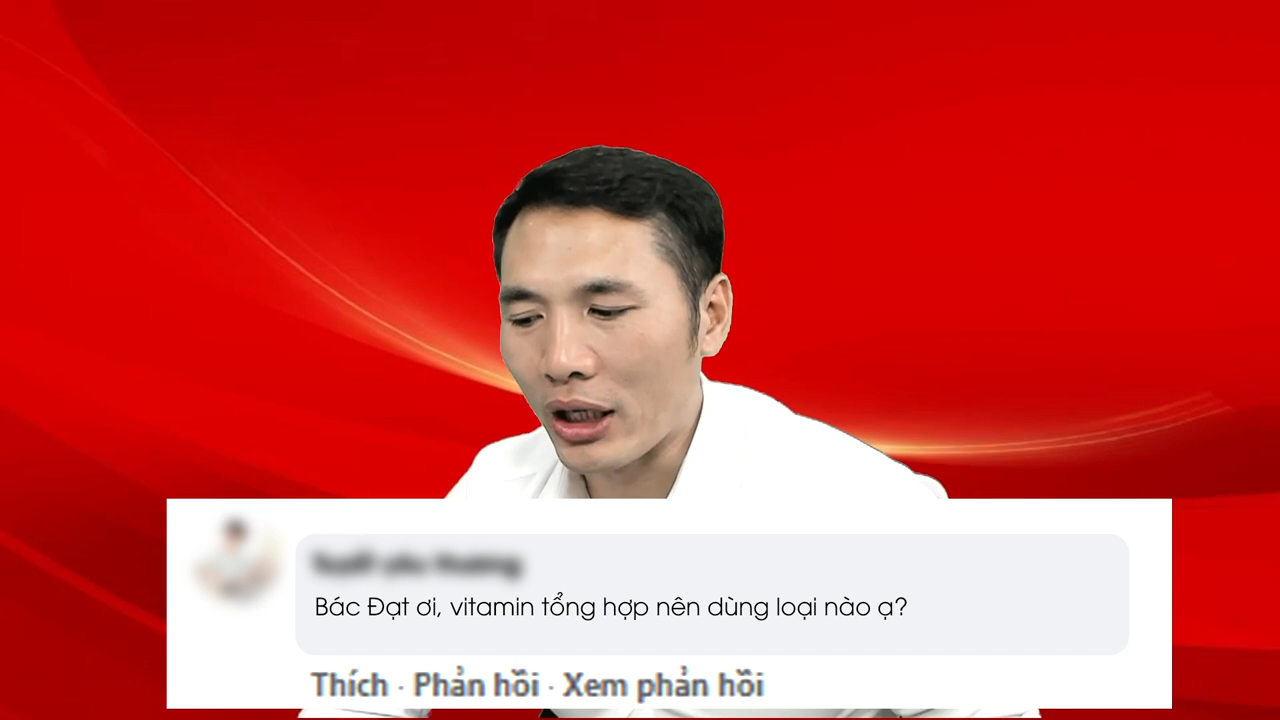 Bác Đạt ơi, vitamin tổng hợp nên dùng loại nào ạ?
Thích · Phản hồi · Xem phản hồi